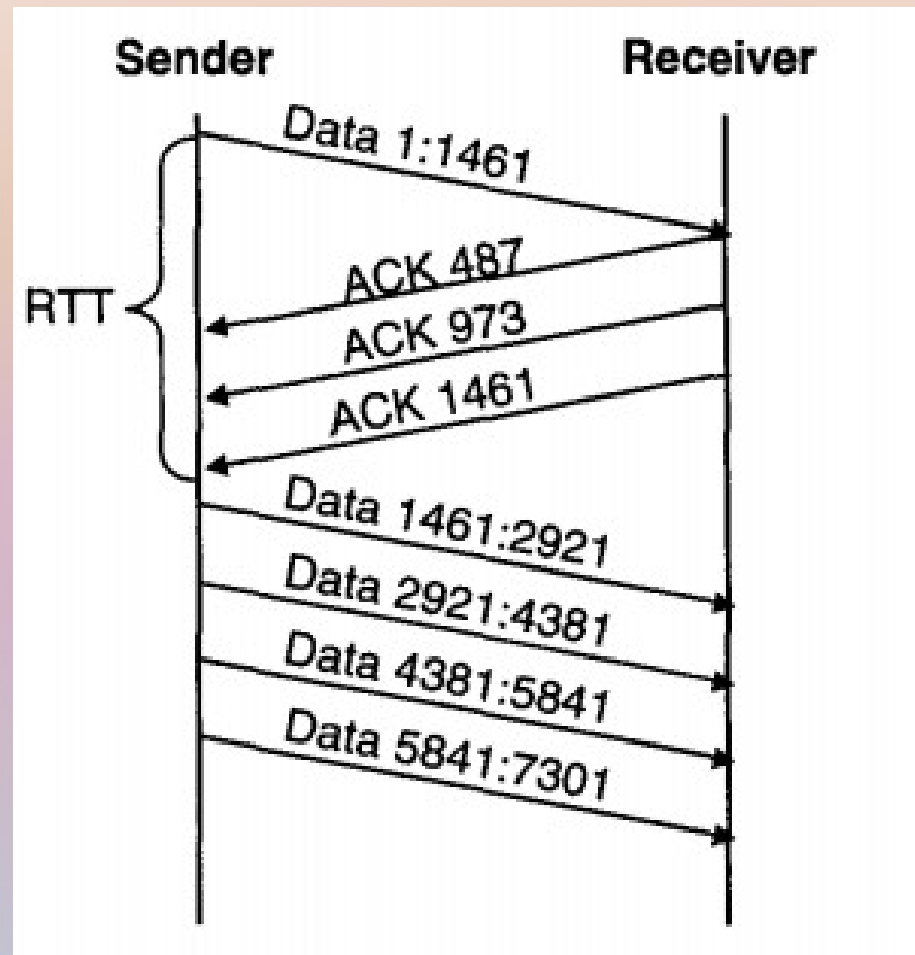 Sender
Receiver
Data 1:1461
ACK 487
RTT
ACK 973
ACK 1461
Data 1461:2921
Data 2921:4381
Data 4381:5841
Data 5841:7301